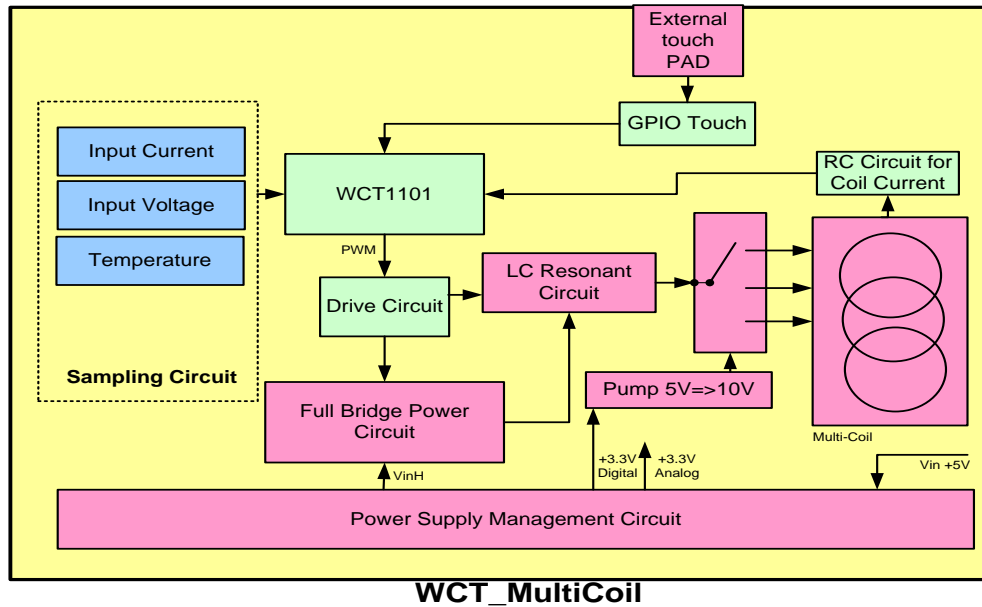 External
touch
PAD
GPIO Touch
Input Current
Input Voltage
Temperature
Sampling Circuit
WCT1101
RC Circuit for
Coil Current
PWM
LC Resonant
Circuit
Drive Circuit
Full Bridge Power
Circuit
Pump 5V=>10V
Multi-Coil
+3.3V
Digital
+3.3V
Analog
Vin +5V
VinH
Power Supply Management Circuit
WCT_MultiCoil